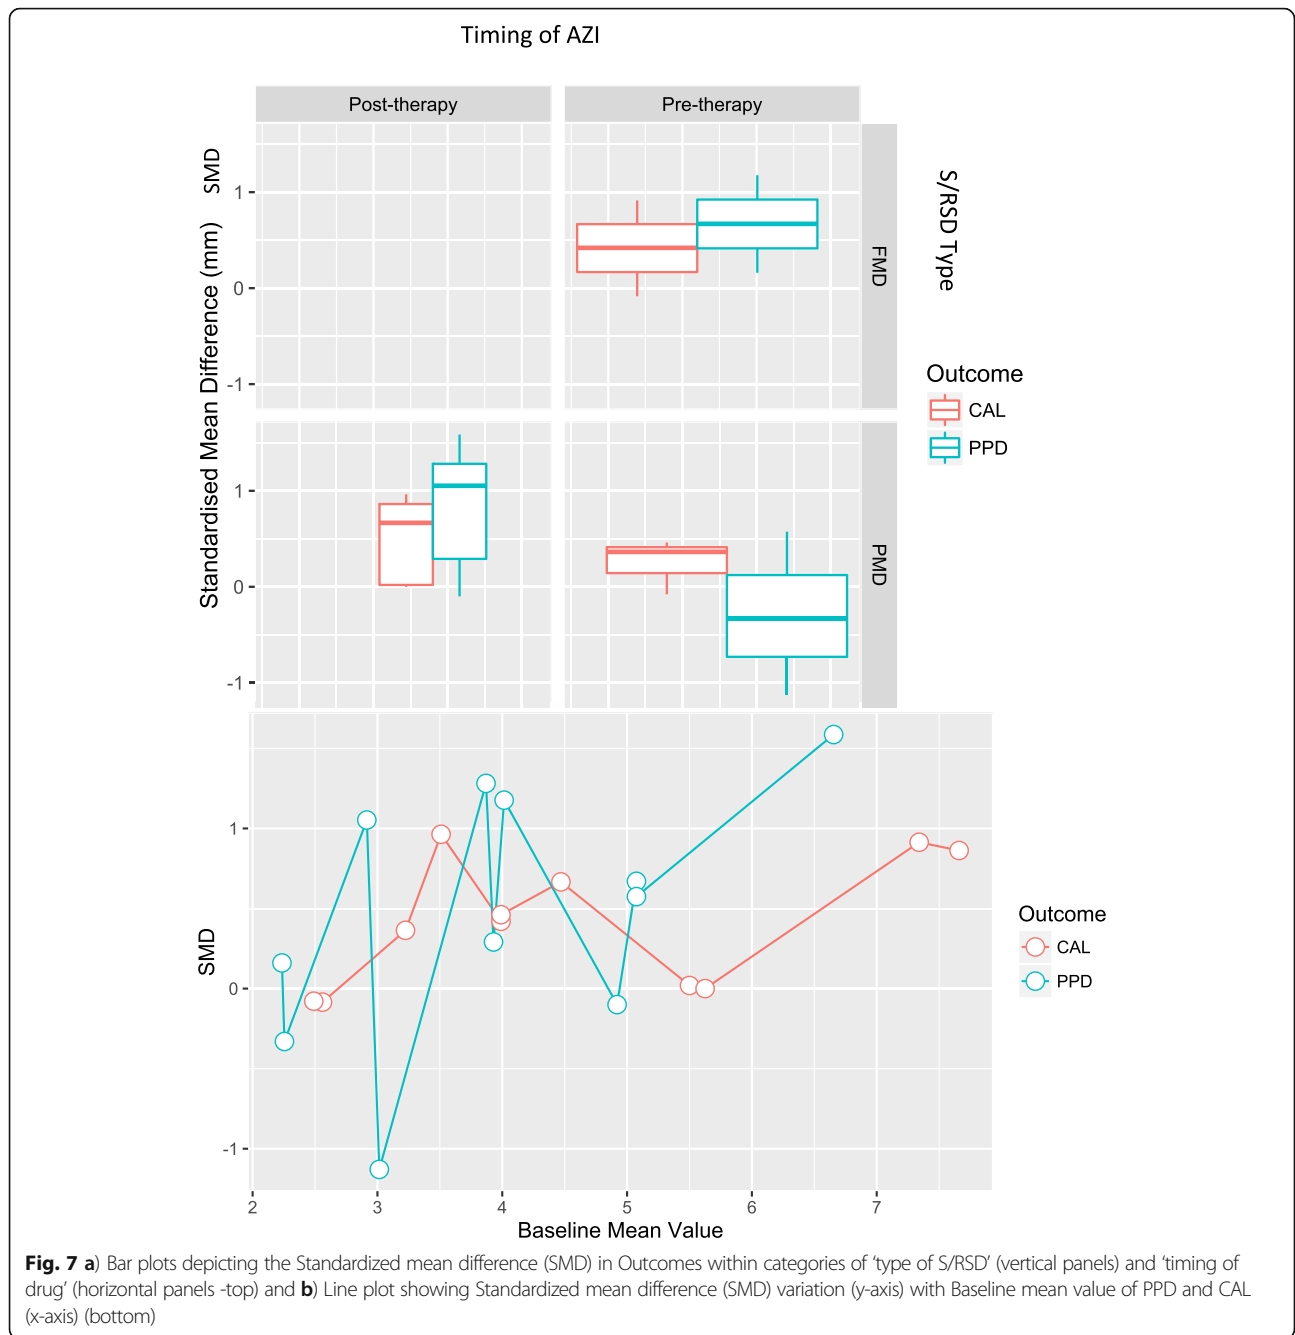 Timing of AZI
Post-therapy
Pre-therapy
SMD
Standardised Mean Difference (mm)
1
0
-1
FMD
S/RSD Type
Outcome
CAL
PPD
1
0
-1
PMD
SMD
1
0
-1
2 3 4 5 6 7
Baseline Mean Value
Outcome
CAL
PPD
Fig. 7 a) Bar plots depicting the Standardized mean difference (SMD) in Outcomes within categories of ‘type of S/RSD’ (vertical panels) and ‘timing of
drug’ (horizontal panels -top) and b) Line plot showing Standardized mean difference (SMD) variation (y-axis) with Baseline mean value of PPD and CAL
(x-axis) (bottom)